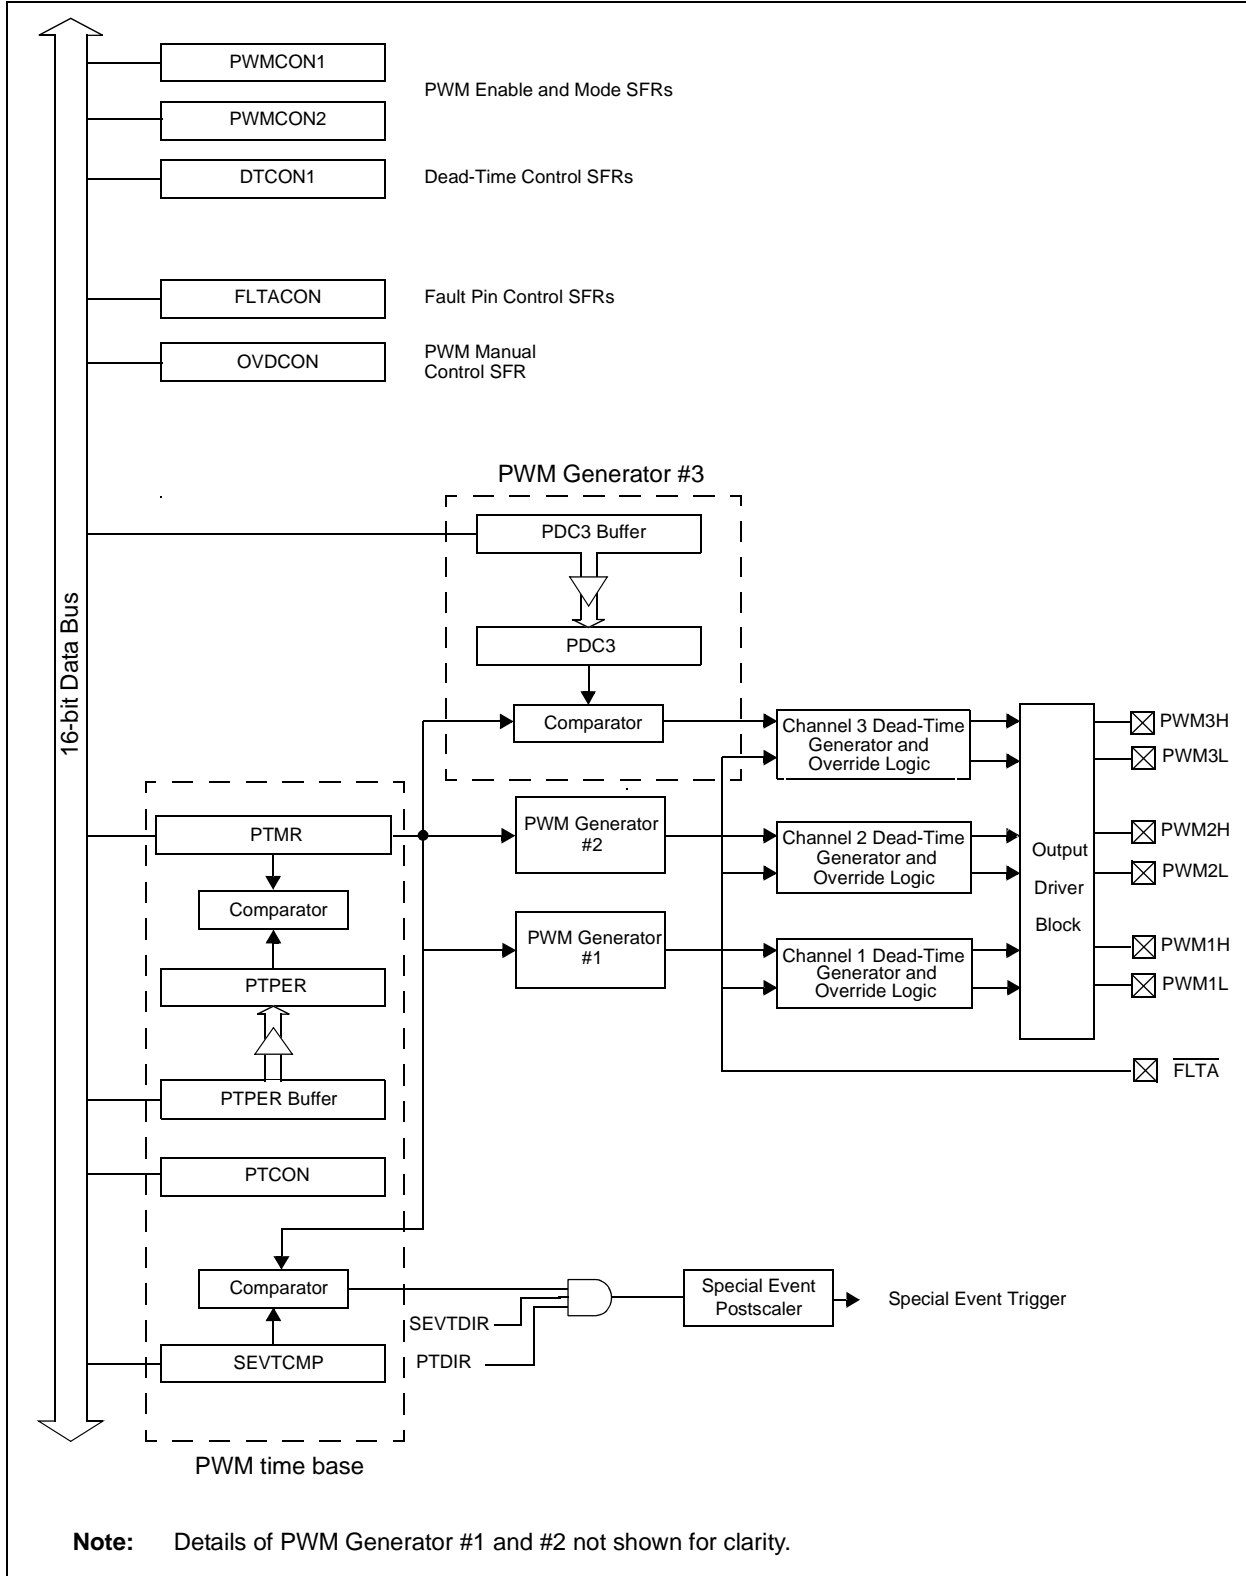 PWMCON1
PWM Enable and Mode SFRs
PWMCON2
DTCON1
Dead-Time Control SFRs
FLTACON
Fault Pin Control SFRs
OVDCON
PWM Manual
Control SFR
16-bit Data Bus
PWM Generator #3
PDC3 Buffer
PDC3
Comparator
Channel 3 Dead-Time
Generator and
Override Logic
PWM3H
PWM3L
PTMR
Comparator
PTPER
PTPER Buffer
PTCON
PWM Generator
#2
Channel 2 Dead-Time
Generator and
Override Logic
PWM2H
PWM2L
Output
Driver
Block
PWM Generator
#1
Channel 1 Dead-Time
Generator and
Override Logic
PWM1H
PWM1L
FLTA
Comparator
SEVTCMP
SEVTDIR
PTDIR
Special Event
Postscaler
Special Event Trigger
PWM time base
Note: Details of PWM Generator #1 and #2 not shown for clarity.